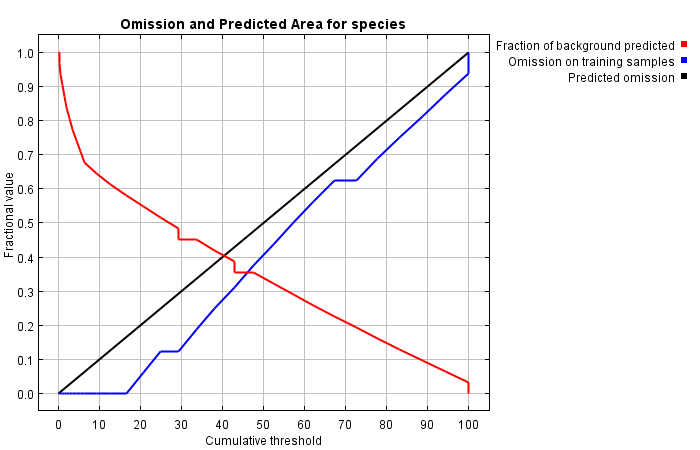 Omission and Predicted Area for species
Fraction of background predicted
Omission on training samples
Predicted omission
1.0
0.9
0.8
0.7
0.6
0.5
0.4
0.3
0.2
0.1
0.0
Fractional value
0 10 20 30 40 50 60 70 80 90 100
Cumulative threshold